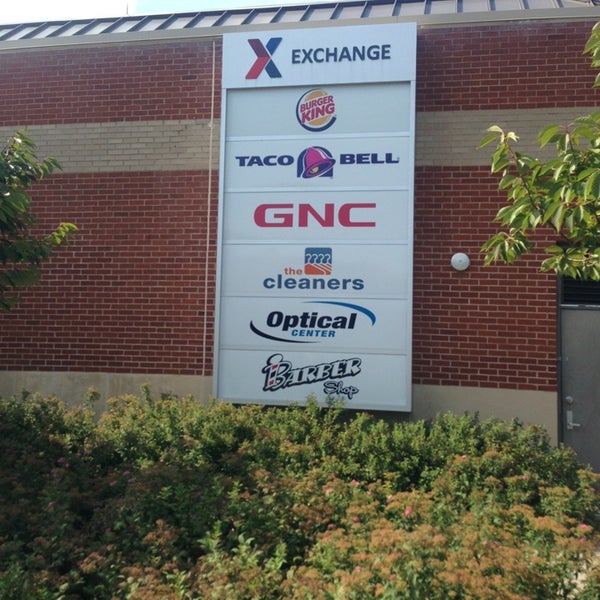 X EXCHANGE
BURGER
KING
TACO BELL
GNC
the
cleaners
Optical
CENTER
BARBER
Shop